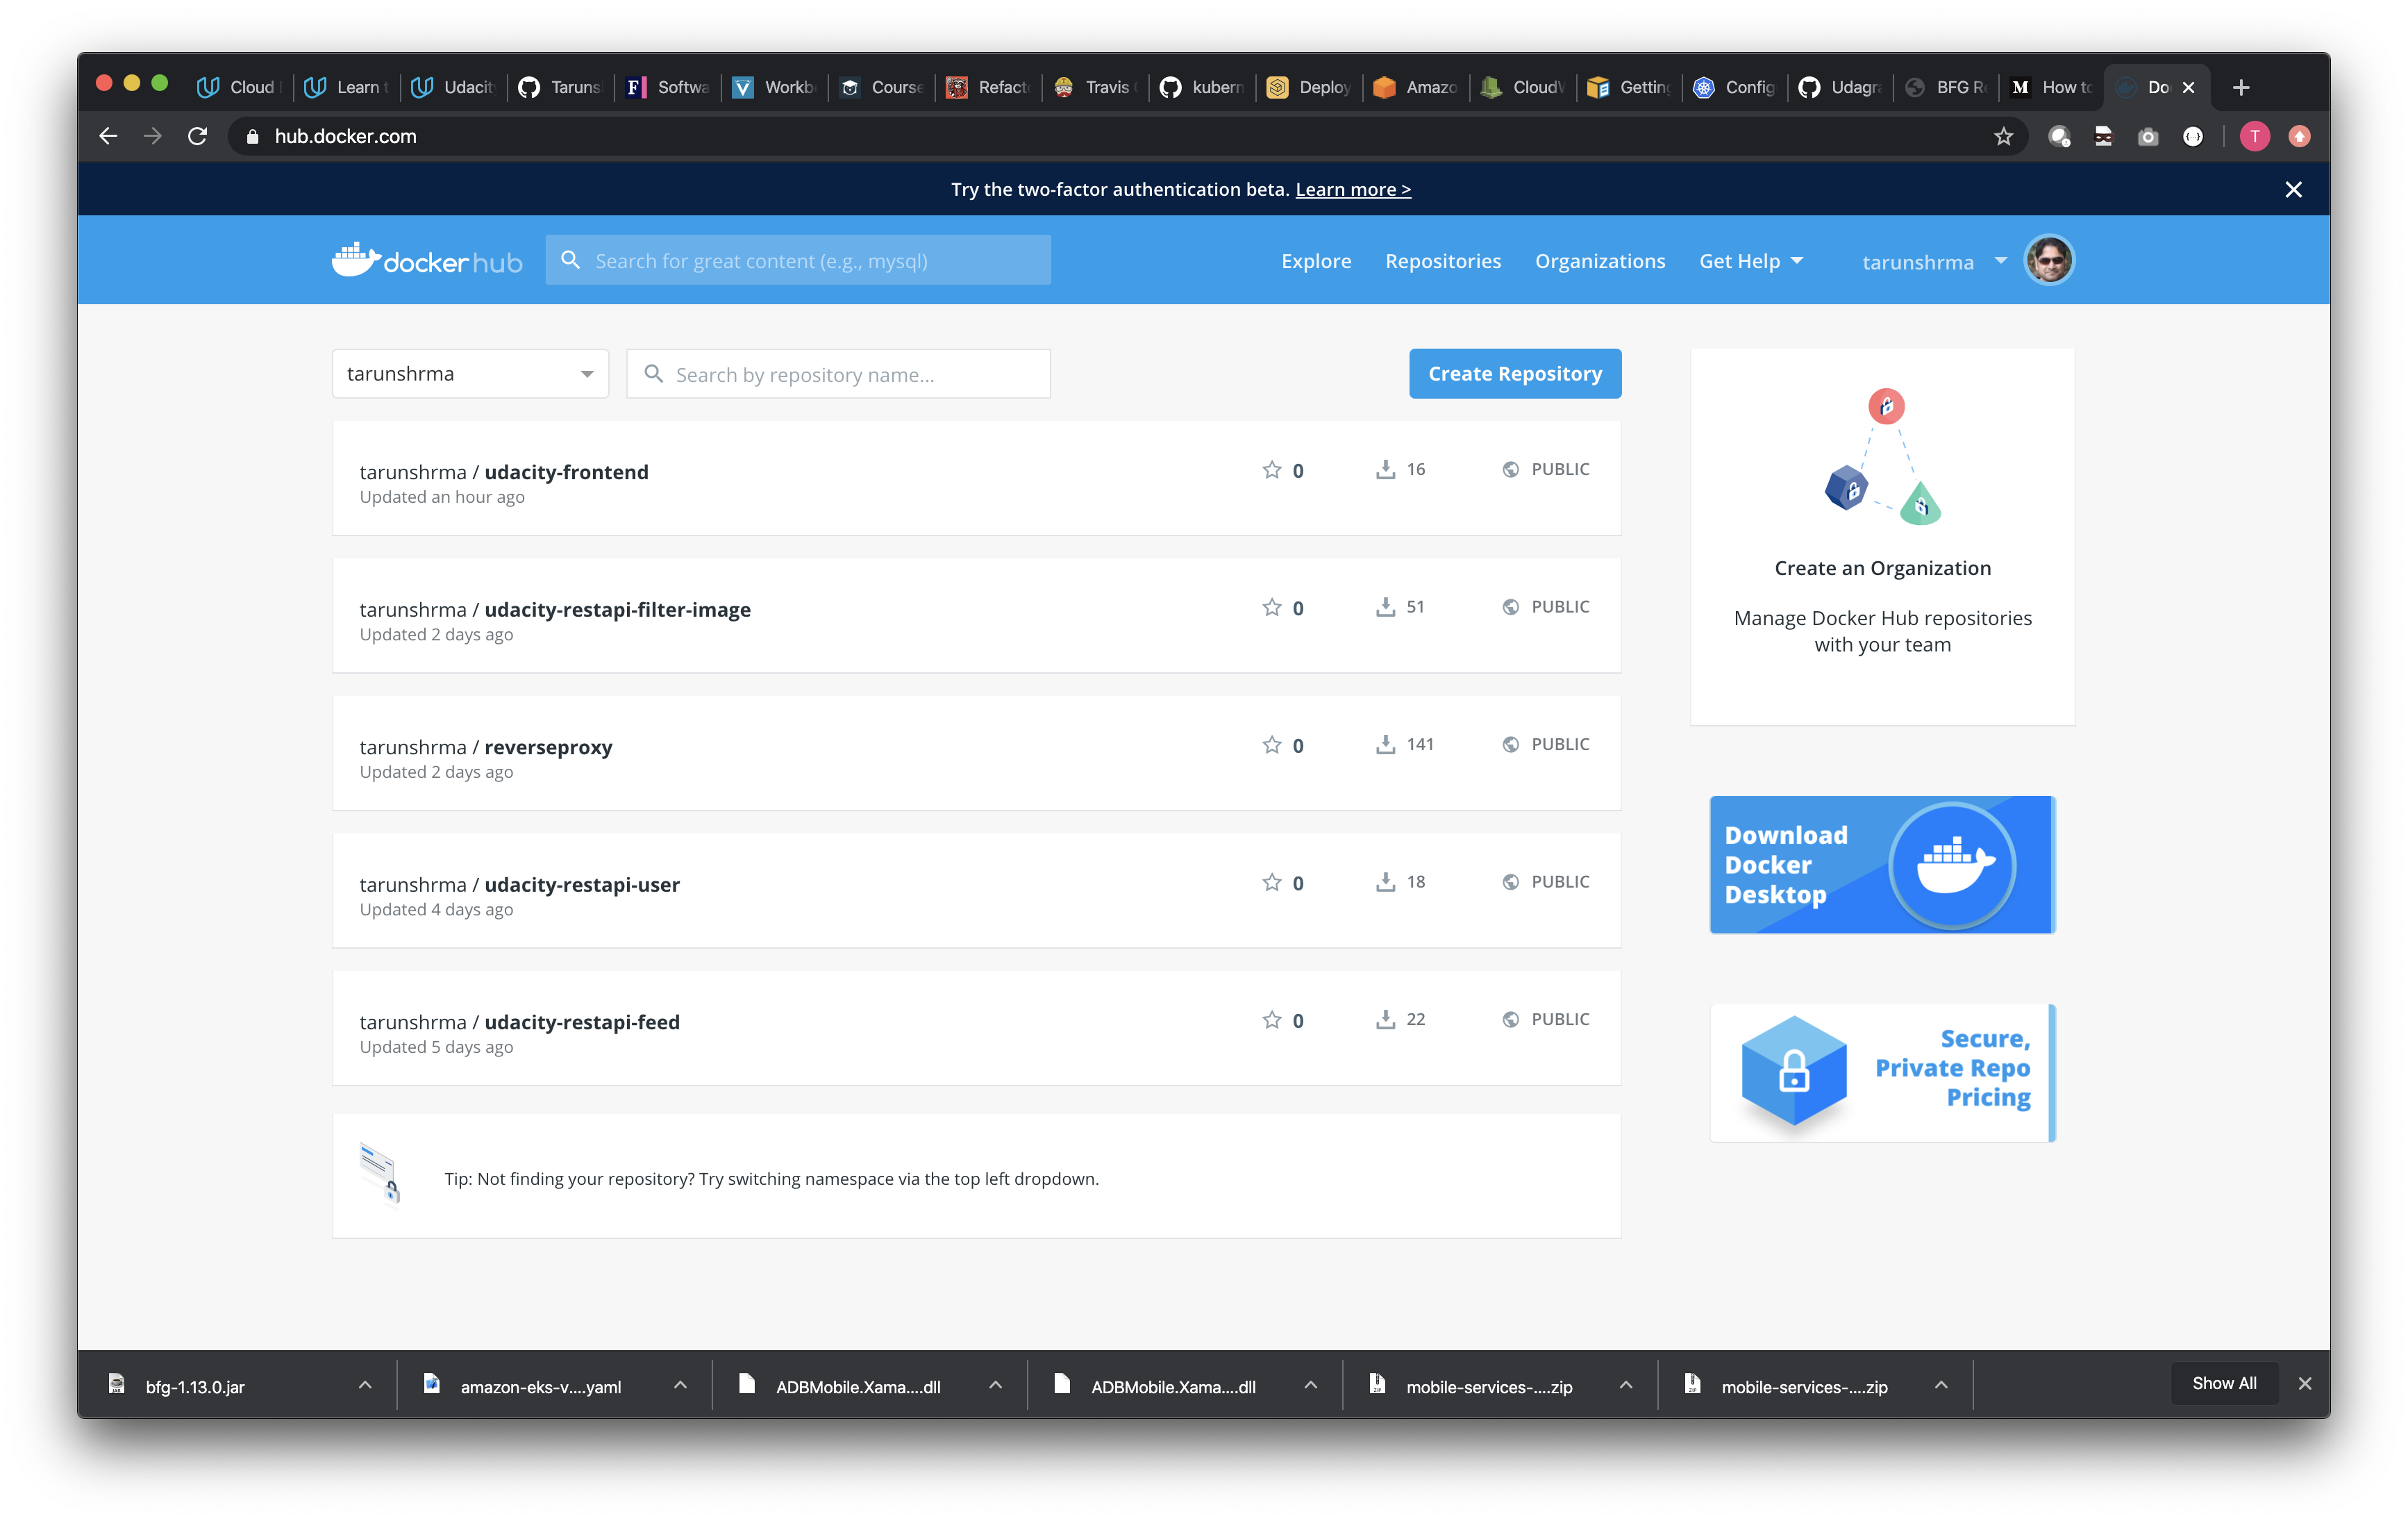 Cloud
Learn
Udacit
Taruns
Softwa
Workb
Course
Refact
Travis
kubern
Deploy
Amazo
Cloud
Getting
Config
Udagra
BFG R
How to
Do
hub.docker.com
T
Try the two-factor authentication beta. Learn more >
docker hub
Search for great content (e.g., mysql)
Explore
Repositories
Organizations
Get Help
tarunshrma
tarunshrma
Search by repository name...
Create Repository
tarunshrma / udacity-frontend
Updated an hour ago
0
16
PUBLIC
tarunshrma / udacity-restapi-filter-image
Updated 2 days ago
0
51
PUBLIC
tarunshrma / reverseproxy
Updated 2 days ago
0
141
PUBLIC
tarunshrma / udacity-restapi-user
Updated 4 days ago
0
18
PUBLIC
tarunshrma / udacity-restapi-feed
Updated 5 days ago
0
22
PUBLIC
Tip: Not finding your repository? Try switching namespace via the top left dropdown.
Create an Organization
Manage Docker Hub repositories
with your team
Download
Docker
Desktop
Secure,
Private Repo
Pricing
bfg-1.13.0.jar
amazon-eks-v....yaml
ADBMobile.Xama....dll
ADBMobile.Xama....dll
mobile-services-....zip
mobile-services-....zip
Show All